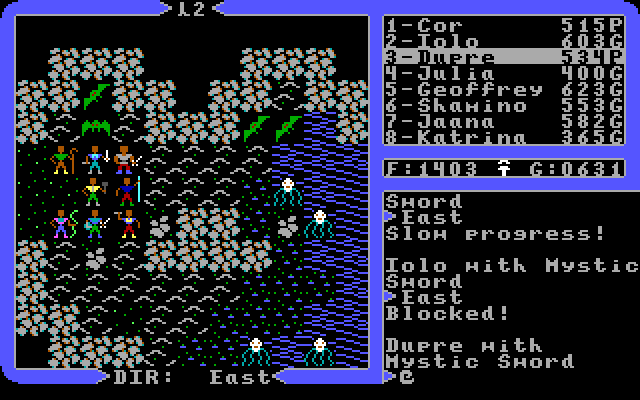 L2
1-Cor 515P
2-Iolo 603G
3-Dupre 534P
4-Julia 400G
5-Geoffrey 623G
6-Shamino 553G
7-Jaana 582G
8-Katrina 365G
F:1403 G:0631
Sword
East
Slow progress!
Iolo with Mystic
Sword
East
Blocked!
Dupre with
Mystic Sword
DIR: East